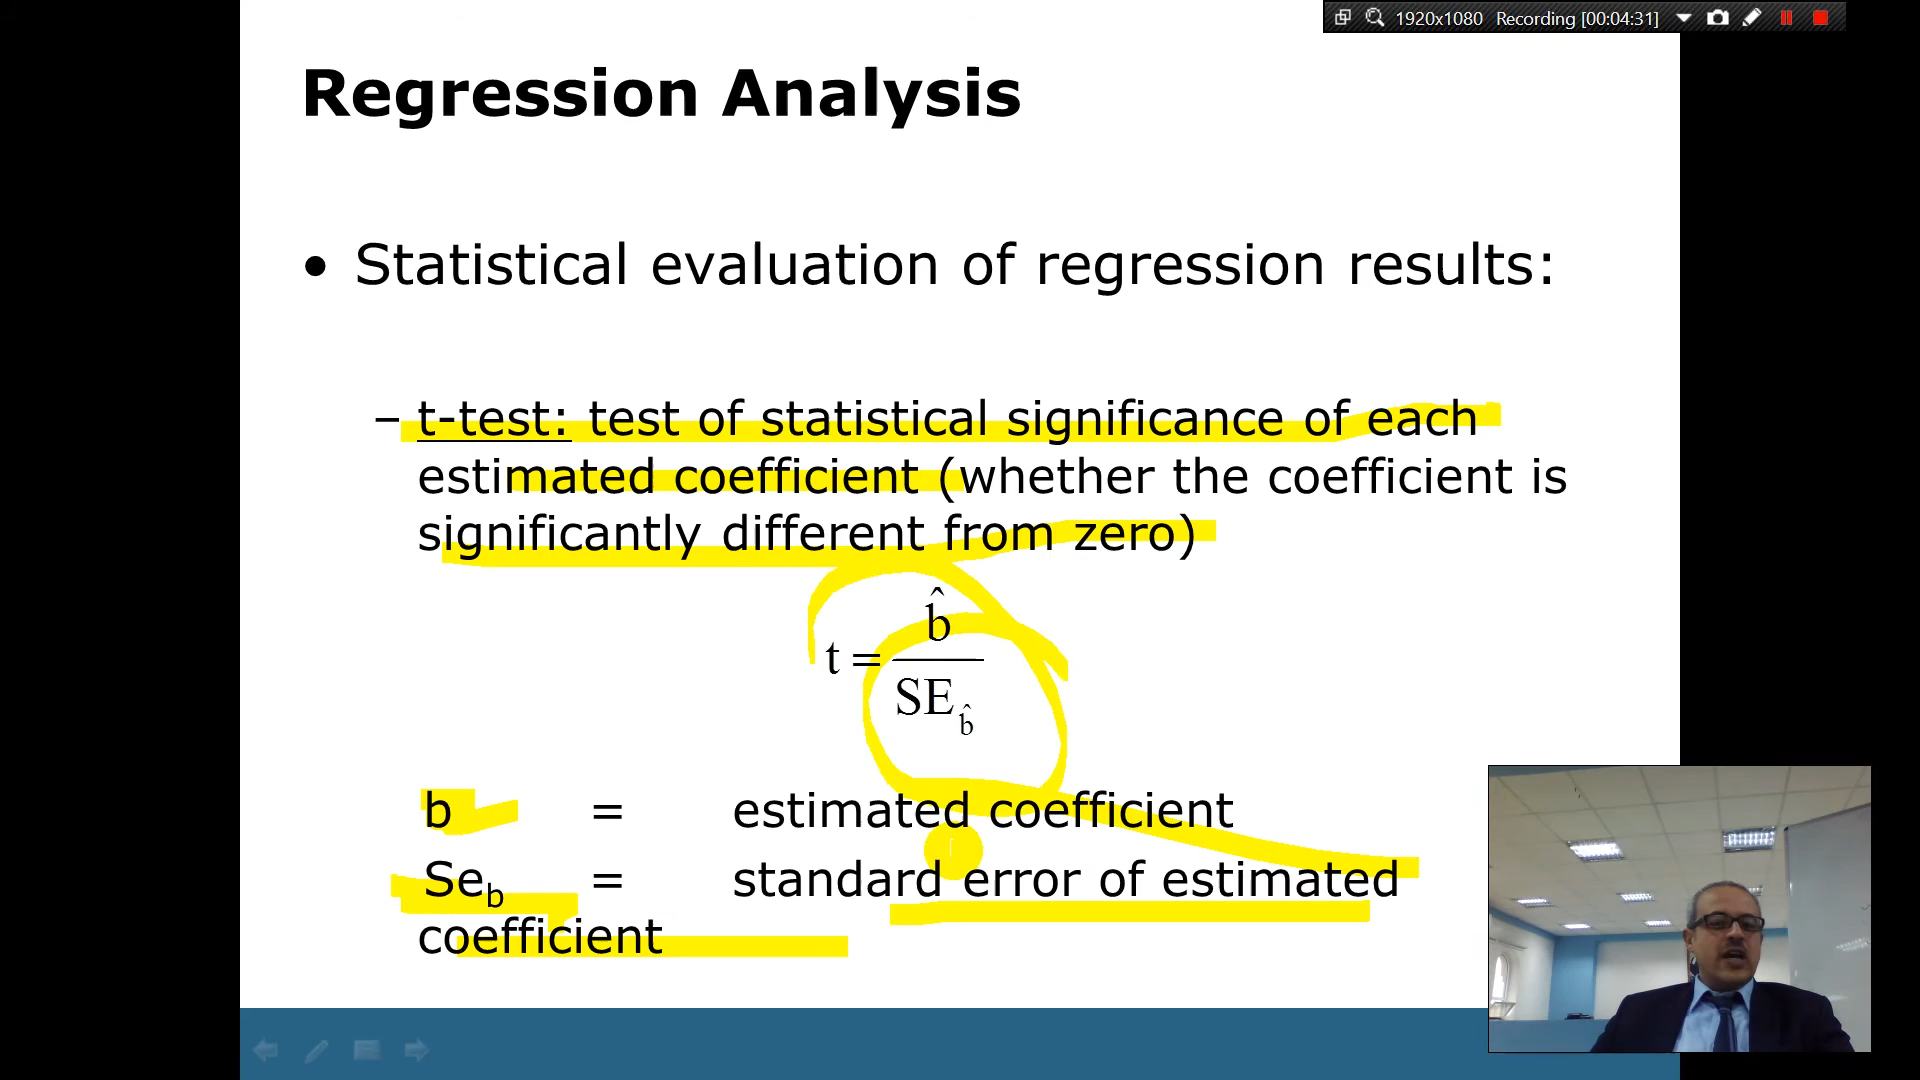 1920x1080 Recording [00:04:31]
Regression Analysis
• Statistical evaluation of regression results:
– t-test: test of statistical significance of each
estimated coefficient (whether the coefficient is
significantly different from zero)
t = b̂ / SE_b̂
b = estimated coefficient
Se_b = standard error of estimated
coefficient